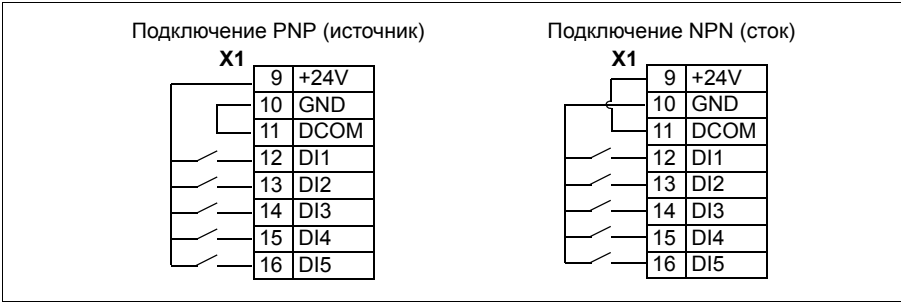 Подключение PNP (источник)
X1
9 +24V
10 GND
11 DCOM
12 DI1
13 DI2
14 DI3
15 DI4
16 DI5
Подключение NPN (сток)
X1
9 +24V
10 GND
11 DCOM
12 DI1
13 DI2
14 DI3
15 DI4
16 DI5